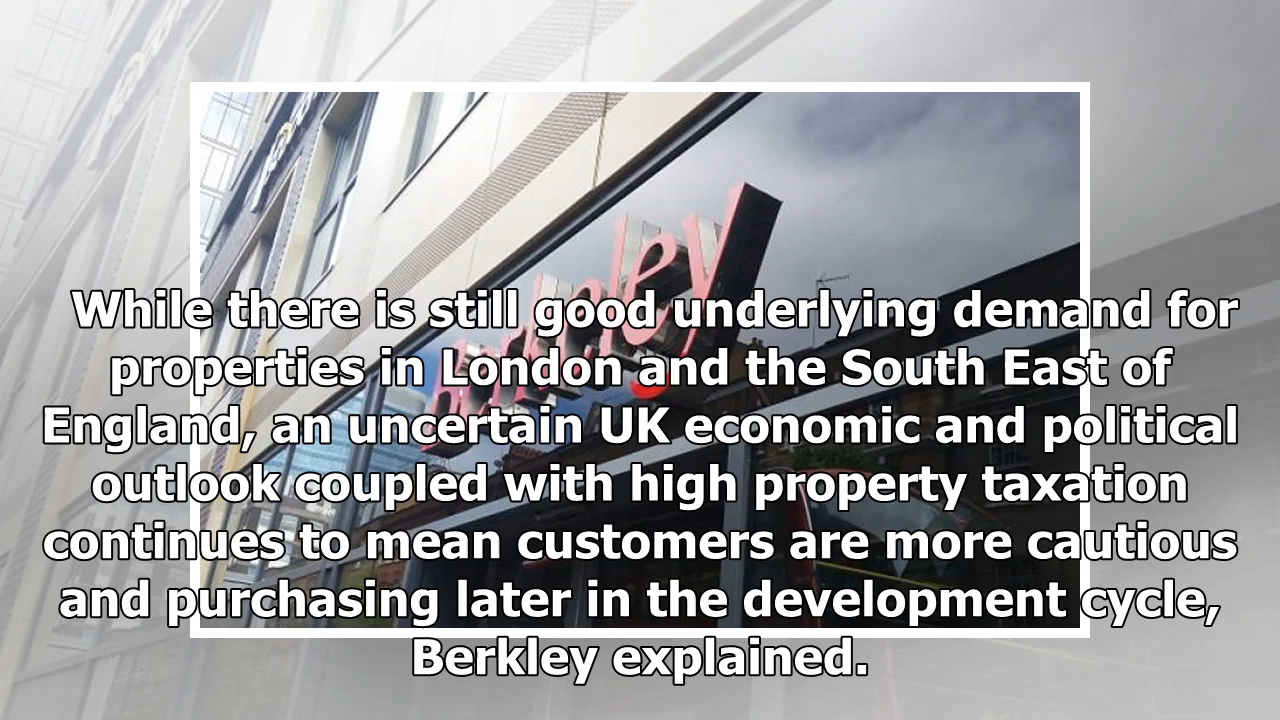 Berkeley
While there is still good underlying demand for
properties in London and the South East of
England, an uncertain UK economic and political
outlook coupled with high property taxation
continues to mean customers are more cautious
and purchasing later in the development cycle,
Berkley explained.